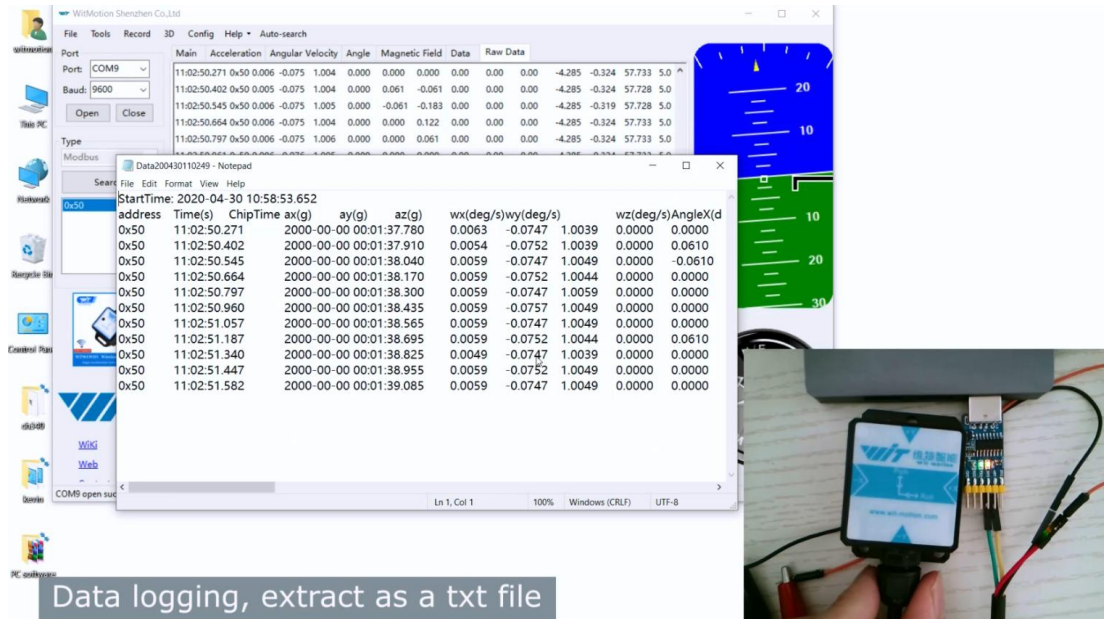 WitMotion Shenzhen Co.,Ltd
File Tools Record 3D Config Help Auto-search
Port
Port: COM9
Baud: 9600
Open Close
Type
Modbus
0x50
Main Acceleration Angular Velocity Angle Magnetic Field Data Raw Data
11:02:50.271 0x50 0.006 -0.075 1.004 0.000 0.000 0.000 0.00 0.00 0.00 -4.285 -0.324 57.733 5.0
11:02:50.402 0x50 0.005 -0.075 1.004 0.000 0.061 -0.061 0.00 0.00 0.00 -4.285 -0.324 57.728 5.0
11:02:50.545 0x50 0.006 -0.075 1.005 0.000 -0.061 -0.183 0.00 0.00 0.00 -4.285 -0.319 57.728 5.0
11:02:50.664 0x50 0.006 -0.075 1.004 0.000 0.000 0.122 0.00 0.00 0.00 -4.285 -0.324 57.733 5.0
11:02:50.797 0x50 0.006 -0.075 1.006 0.000 0.000 0.061 0.00 0.00 0.00 -4.285 -0.324 57.733 5.0
Data200430110249 - Notepad
File Edit Format View Help
StartTime: 2020-04-30 10:58:53.652
address Time(s) ChipTime ax(g) ay(g) az(g) wx(deg/s)wy(deg/s) wz(deg/s)AngleX(d
0x50 11:02:50.271 2000-00-00 00:01:37.780 0.0063 -0.0747 1.0039 0.0000 0.0000
0x50 11:02:50.402 2000-00-00 00:01:37.910 0.0054 -0.0752 1.0039 0.0000 0.0610
0x50 11:02:50.545 2000-00-00 00:01:38.040 0.0059 -0.0747 1.0049 0.0000 -0.0610
0x50 11:02:50.664 2000-00-00 00:01:38.170 0.0059 -0.0752 1.0044 0.0000 0.0000
0x50 11:02:50.797 2000-00-00 00:01:38.300 0.0059 -0.0747 1.0059 0.0000 0.0000
0x50 11:02:50.960 2000-00-00 00:01:38.435 0.0059 -0.0757 1.0049 0.0000 0.0000
0x50 11:02:51.057 2000-00-00 00:01:38.565 0.0059 -0.0747 1.0049 0.0000 0.0000
0x50 11:02:51.187 2000-00-00 00:01:38.695 0.0059 -0.0752 1.0044 0.0000 0.0610
0x50 11:02:51.340 2000-00-00 00:01:38.825 0.0049 -0.0747 1.0039 0.0000 0.0000
0x50 11:02:51.447 2000-00-00 00:01:38.955 0.0059 -0.0752 1.0049 0.0000 0.0000
0x50 11:02:51.582 2000-00-00 00:01:39.085 0.0059 -0.0747 1.0049 0.0000 0.0000
Ln 1, Col 1 100% Windows (CRLF) UTF-8
WiKi
Web
COM9 open suc
20
10
10
20
30
witmotion
This PC
Network
Recycle Bin
ch340
kevin
PC software
WiT 维特智能
www.wit-motion.com
Data logging, extract as a txt file